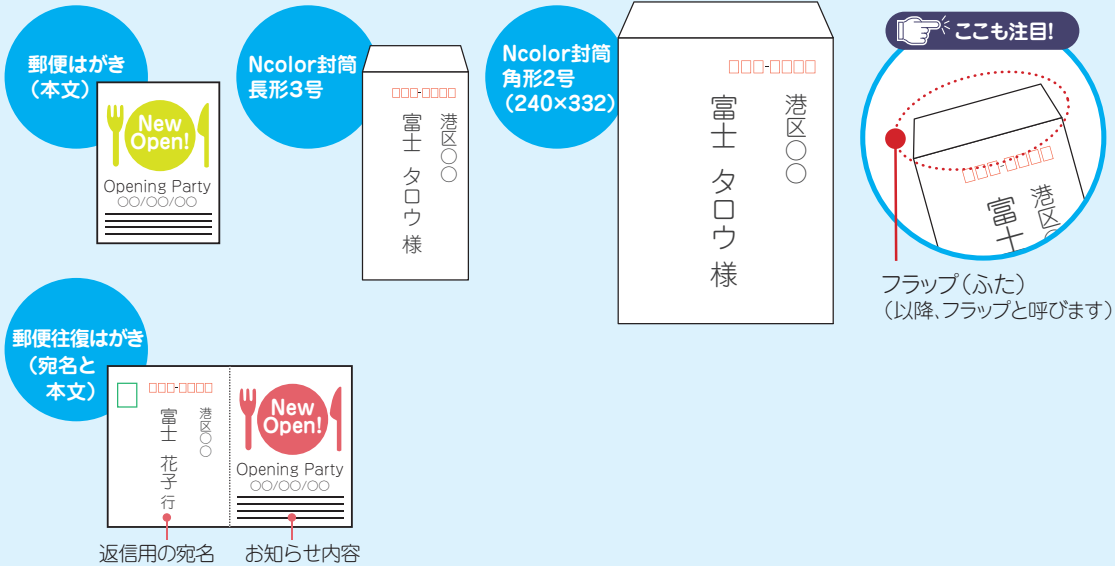 郵便はがき
（本文）
New
Open!
Opening Party
○○/○○/○○
Ncolor封筒
長形3号
□□□-□□□□
港区○○
富士 タロウ 様
Ncolor封筒
角形2号
（240×332）
□□□-□□□□
港区○○
富士 タロウ 様
ここも注目!
□□□-□□□□
港区○
富士
フラップ（ふた）
（以降、フラップと呼びます）
郵便往復はがき
（宛名と
本文）
□□□-□□□□
港区○○
富士 花子 行
New
Open!
Opening Party
○○/○○/○○
返信用の宛名
お知らせ内容